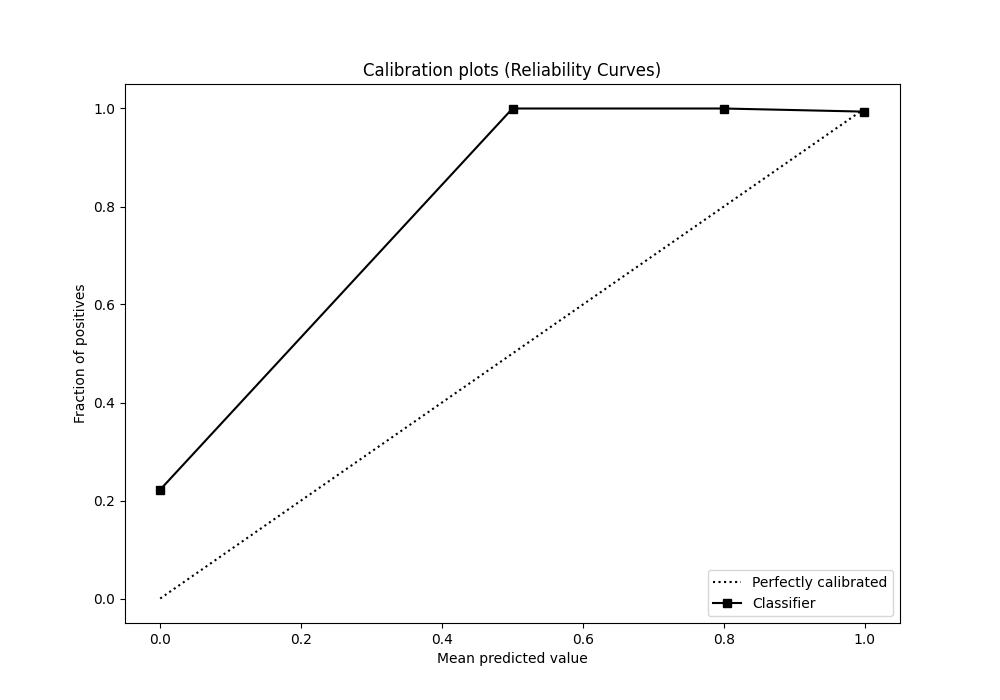 Calibration plots (Reliability Curves)
1.0
0.8
0.6
0.4
0.2
0.0
Fraction of positives
Perfectly calibrated
Classifier
0.0 0.2 0.4 0.6 0.8 1.0
Mean predicted value